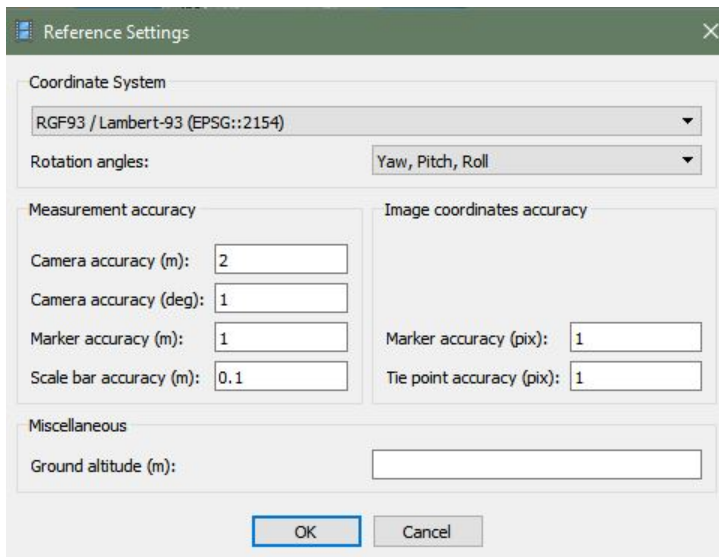 Reference Settings
Coordinate System
RGF93 / Lambert-93 (EPSG::2154)
Rotation angles: Yaw, Pitch, Roll
Measurement accuracy
Camera accuracy (m): 2
Camera accuracy (deg): 1
Marker accuracy (m): 1
Scale bar accuracy (m): 0.1
Image coordinates accuracy
Marker accuracy (pix): 1
Tie point accuracy (pix): 1
Miscellaneous
Ground altitude (m):
OK Cancel